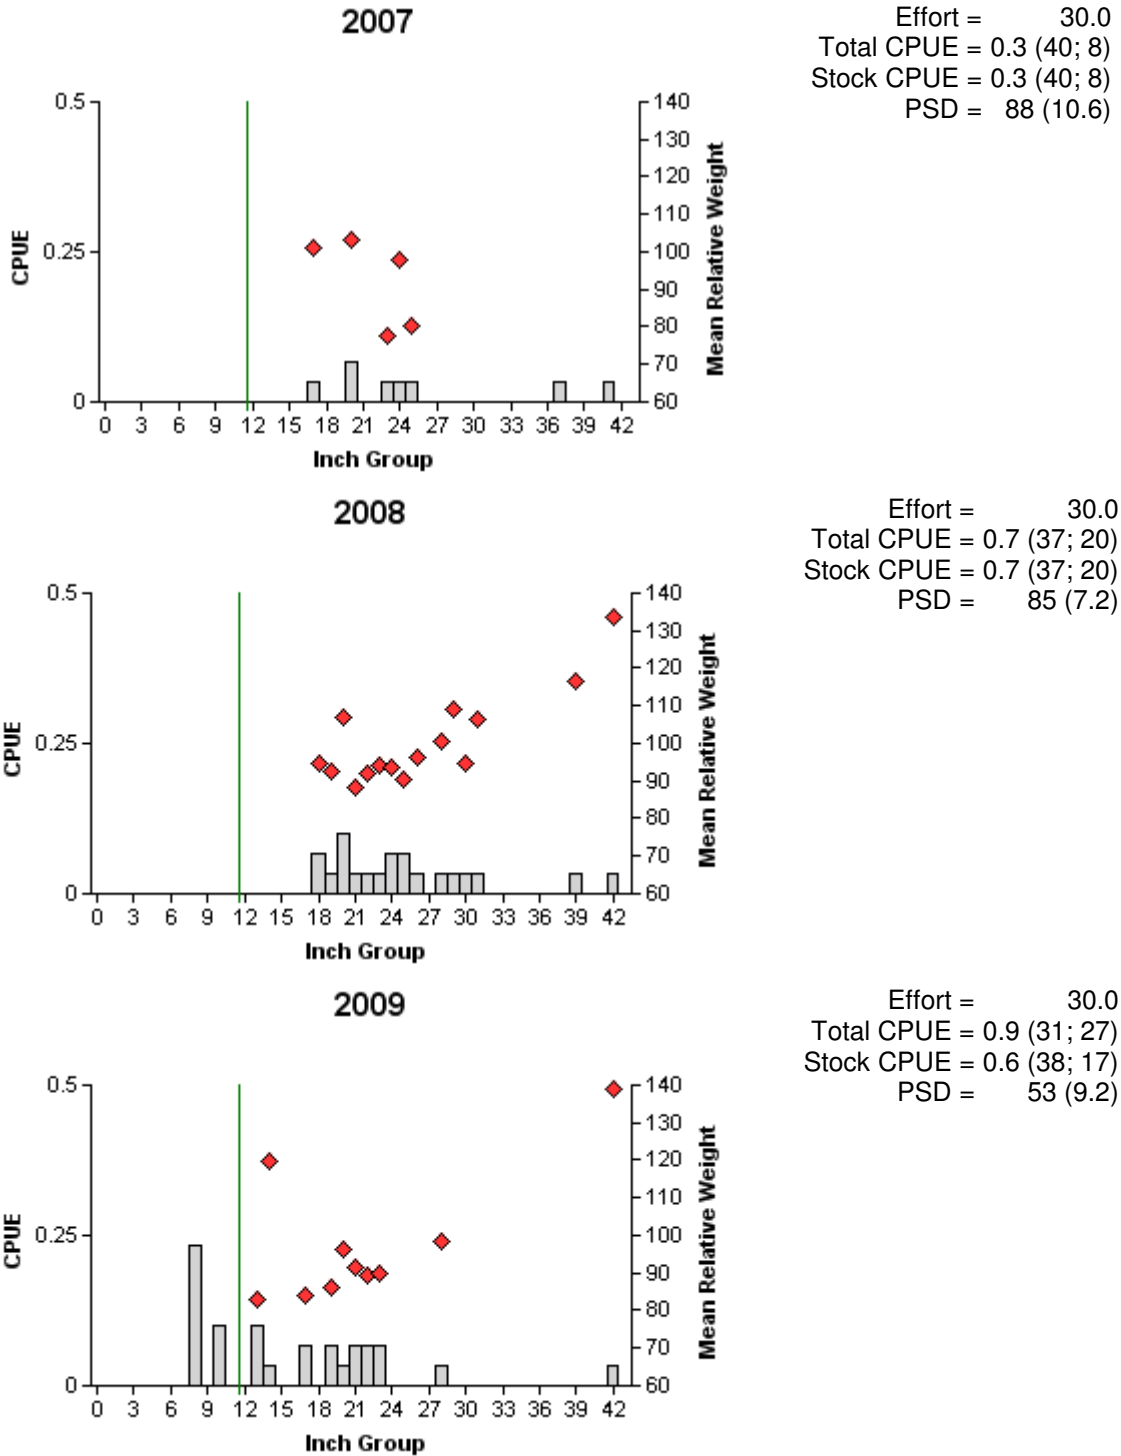 2007
Effort = 30.0
Total CPUE = 0.3 (40; 8)
Stock CPUE = 0.3 (40; 8)
PSD = 88 (10.6)
0.5
0.25
0
CPUE
140
130
120
110
100
90
80
70
60
Mean Relative Weight
0 3 6 9 12 15 18 21 24 27 30 33 36 39 42
Inch Group
2008
Effort = 30.0
Total CPUE = 0.7 (37; 20)
Stock CPUE = 0.7 (37; 20)
PSD = 85 (7.2)
0.5
0.25
0
CPUE
140
130
120
110
100
90
80
70
60
Mean Relative Weight
0 3 6 9 12 15 18 21 24 27 30 33 36 39 42
Inch Group
2009
Effort = 30.0
Total CPUE = 0.9 (31; 27)
Stock CPUE = 0.6 (38; 17)
PSD = 53 (9.2)
0.5
0.25
0
CPUE
140
130
120
110
100
90
80
70
60
Mean Relative Weight
0 3 6 9 12 15 18 21 24 27 30 33 36 39 42
Inch Group